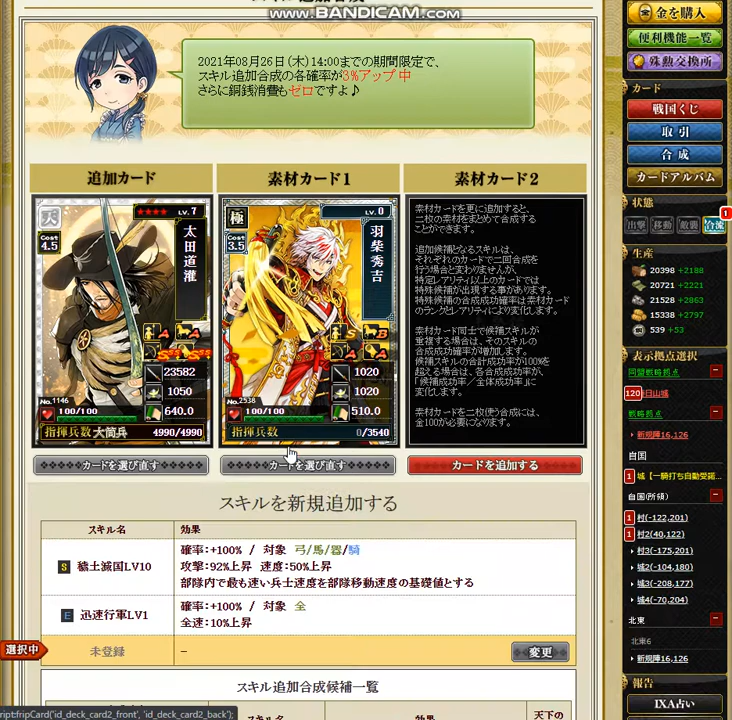 www.BANDICAM.com
2021年08月26日(木)14:00までの期間限定で、
スキル追加合成の各確率が3%アップ中
さらに銅銭消費もゼロですよ♪
追加カード
素材カード1
素材カード2
天
★★★★ LV.7
Cost 4.5
太田道灌
A
A
SSS
SSS
23582
1050
640.0
No.1146
100/100
指揮兵数 大筒兵 4990/4990
極
LV.0
Cost 3.5
羽柴秀吉
S
B
A
A
1020
1020
510.0
No.2538
100/100
指揮兵数 0/3540
素材カードを更に追加すると、
二枚の素材をまとめて合成する
ことができます。
追加候補となるスキルは、
それぞれのカードで二回合成を
行う場合と変わりませんが、
特定レアリティ以上のカードでは
特殊候補が出現する事があります。
特殊候補の合成成功確率は素材カード
のランクとレアリティにより変化します。
素材カード同士で候補スキルが
重複する場合は、そのスキルの
合成成功確率が増加します。
候補スキルの合計成功確率が100%を
超える場合は、各合成成功確率が、
「候補成功率/全体成功率」に
変化します。
素材カードを二枚使う合成には、
金100が必要になります。
カードを選び直す
カードを選び直す
カードを追加する
スキルを新規追加する
スキル名
効果
S 穢土滅国LV10
確率:+100% / 対象 弓/馬/器/騎
攻撃:92%上昇 速度:50%上昇
部隊内で最も速い兵士速度を部隊移動速度の基礎値とする
E 迅速行軍LV1
確率:+100% / 対象 全
全速:10%上昇
選択中
未登録
-
変更
スキル追加合成候補一覧
スキル名
効果
天下の
ript:fripCard('id_deck_card2_front', 'id_deck_card2_back');
金を購入
便利機能一覧
殊勲交換所
カード
戦国くじ
取引
合成
カードアルバム
状態
出撃
移動
敵襲
合流
1
生産
20398 +2188
20721 +2221
21528 +2863
15338 +2797
539 +53
表示拠点選択
同盟戦略拠点
120
日山城
戦略拠点
新規陣16,126
自国
1 城【一騎打ち自動受諾...
自国(所領)
1 村(-122,201)
1 村2(40,122)
村3(-175,201)
城2(-104,180)
城3(-208,177)
城4(-70,204)
北東
北東6
新規陣16,126
報告
IXA占い